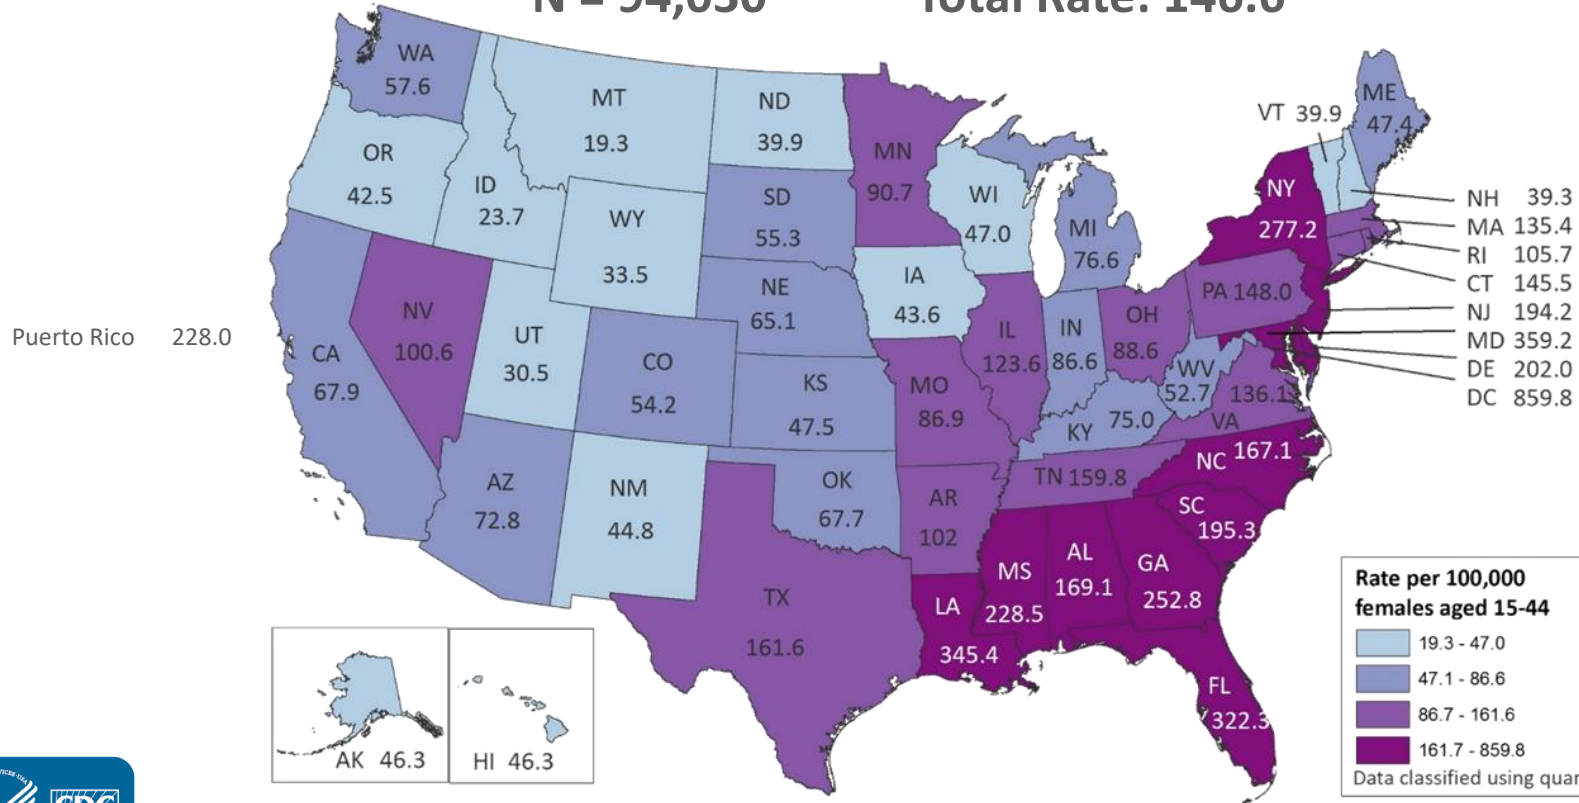 Total Rate: 146.6
WA
57.6
MT
19.3
ND
39.9
MN
90.7
VT 39.9
ME
47.4
OR
42.5
ID
23.7
WY
33.5
SD
55.3
WI
47.0
MI
76.6
NY
277.2
NH 39.3
MA 135.4
RI 105.7
CT 145.5
NJ 194.2
MD 359.2
DE 202.0
DC 859.8
Puerto Rico 228.0
CA
67.9
NV
100.6
UT
30.5
CO
54.2
NE
65.1
KS
47.5
IA
43.6
MO
86.9
IL
123.6
IN
86.6
OH
88.6
PA 148.0
WV
52.7
136.1
VA
KY 75.0
TN 159.8
NC 167.1
SC
195.3
AZ
72.8
NM
44.8
OK
67.7
AR
102
TX
161.6
LA
345.4
MS
228.5
AL
169.1
GA
252.8
FL
322.3
AK 46.3
HI 46.3
Rate per 100,000
females aged 15-44
19.3 - 47.0
47.1 - 86.6
86.7 - 161.6
161.7 - 859.8
Data classified using
CDC